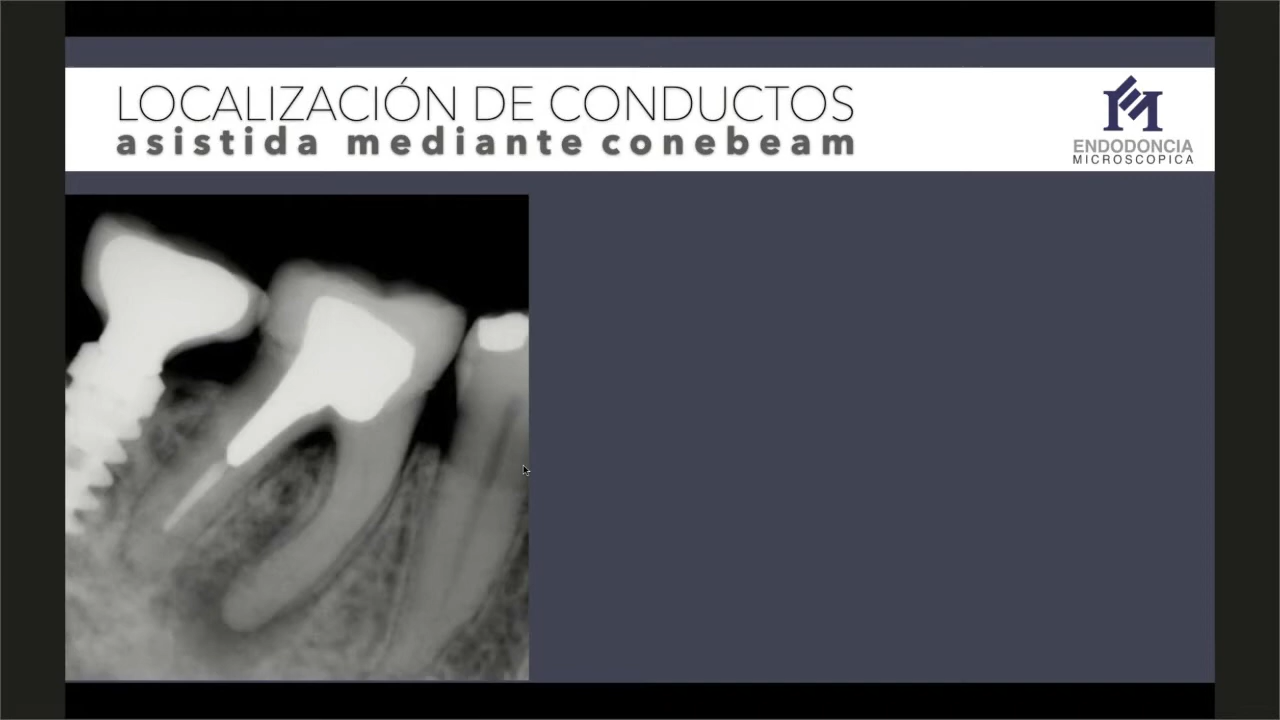 LOCALIZACIÓN DE CONDUCTOS
asistida mediante conebeam
ENDODONCIA
MICROSCOPICA